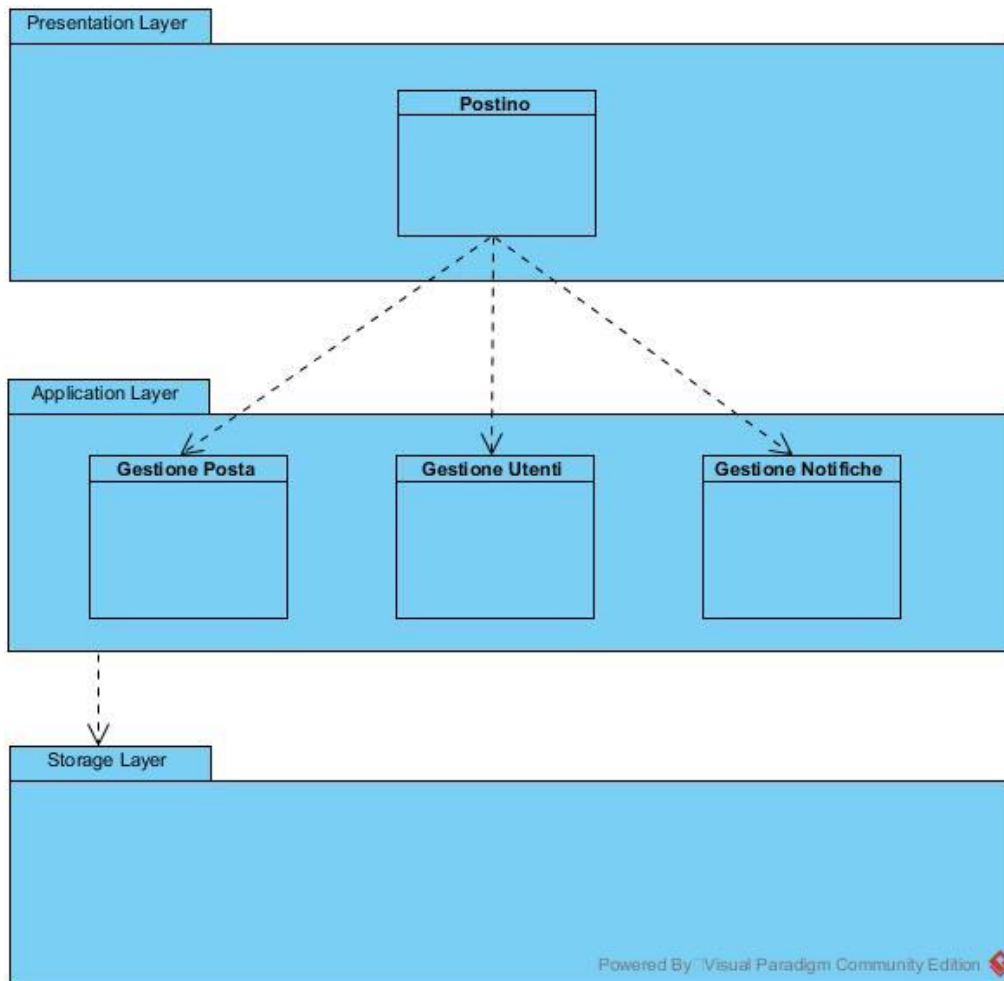 Presentation Layer
Postino
Application Layer
Gestione Posta
Gestione Utenti
Gestione Notifiche
Storage Layer
Powered By Visual Paradigm Community Edition